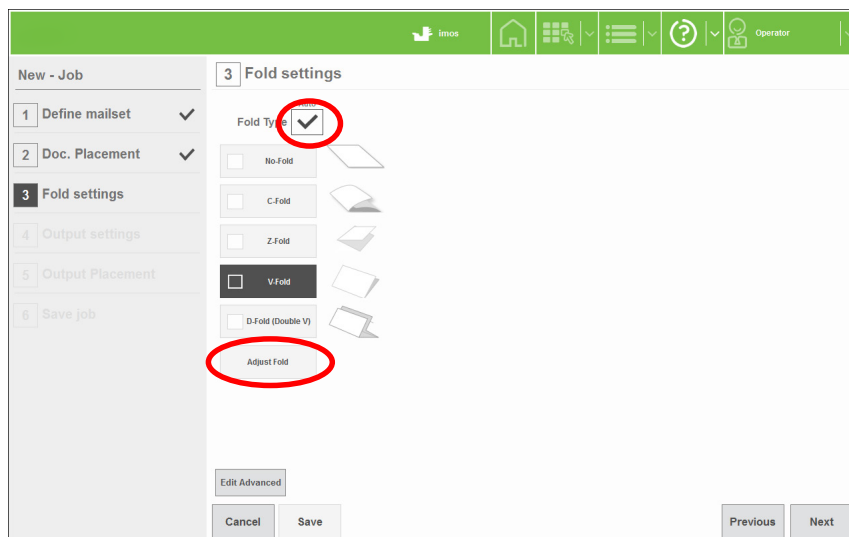 imos
Operator
New - Job
3 Fold settings
1 Define mailset
2 Doc. Placement
3 Fold settings
4 Output settings
5 Output Placement
6 Save job
Auto
Fold Type
No-Fold
C-Fold
Z-Fold
V-Fold
D-Fold (Double V)
Adjust Fold
Edit Advanced
Cancel Save Previous Next